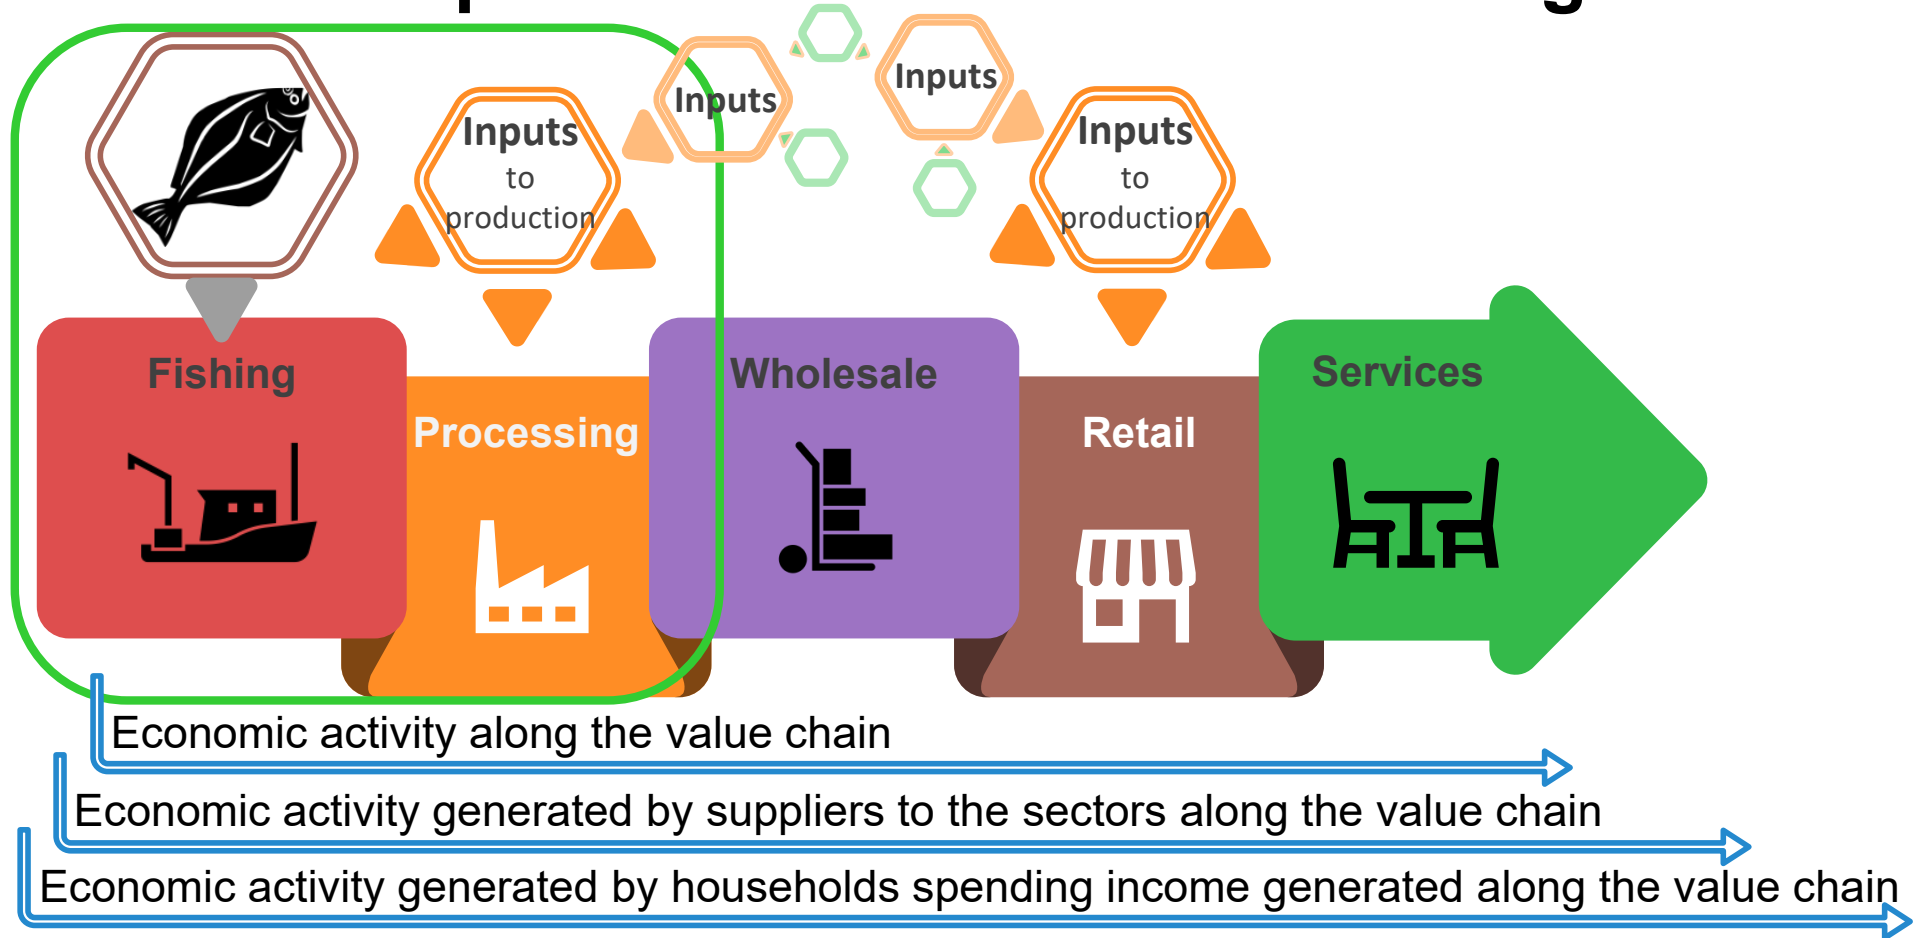 Inputs
Inputs
Inputs
to
production
Inputs
to
production
Fishing
Processing
Wholesale
Retail
Services
Economic activity along the value chain
Economic activity generated by suppliers to the sectors along the value chain
Economic activity generated by households spending income generated along the value chain